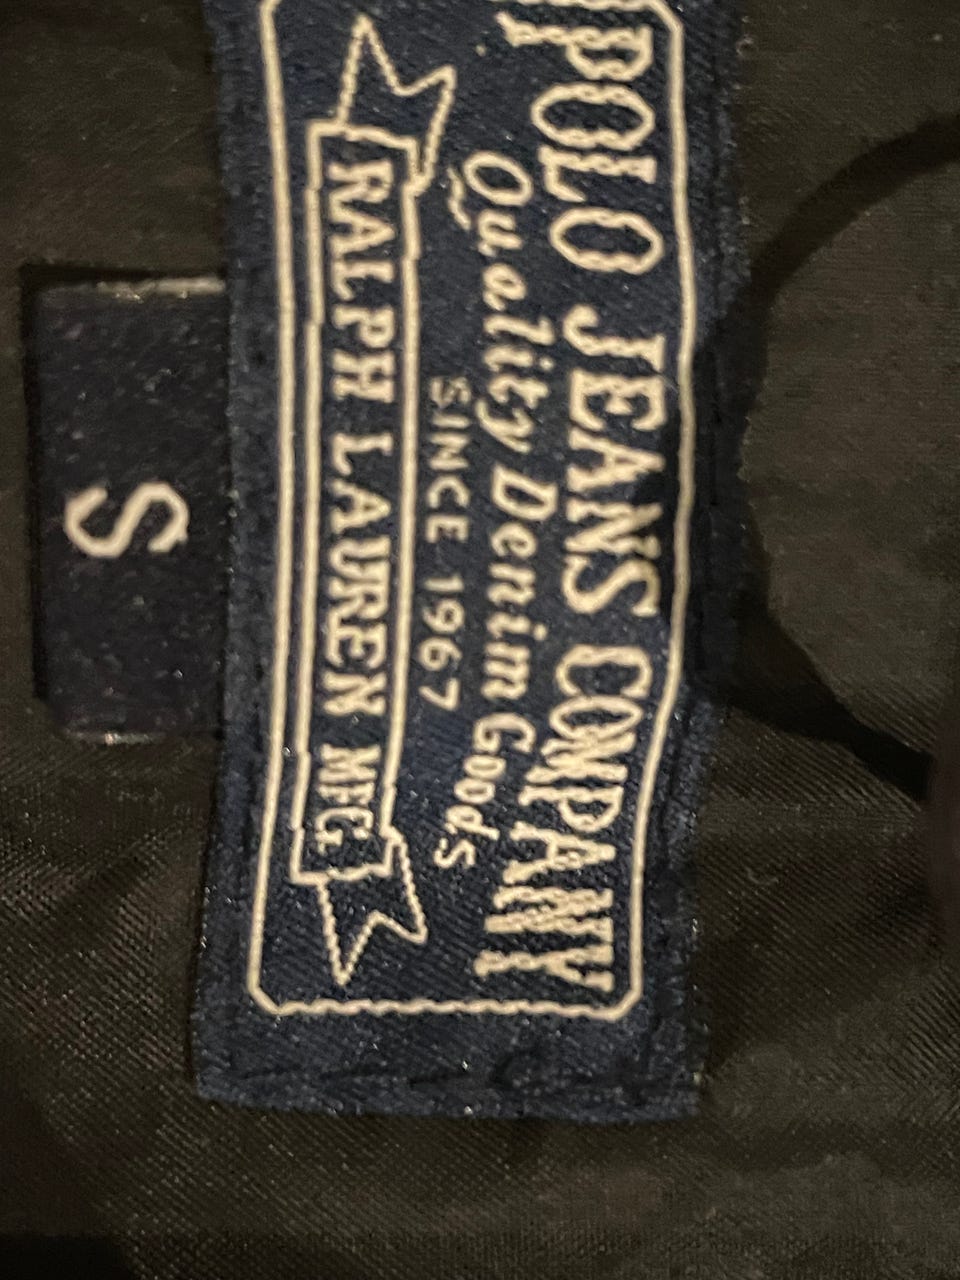 POLO JEANS COMPANY
Quality Denim Goods
SINCE 1967
RALPH LAUREN MFG.
S